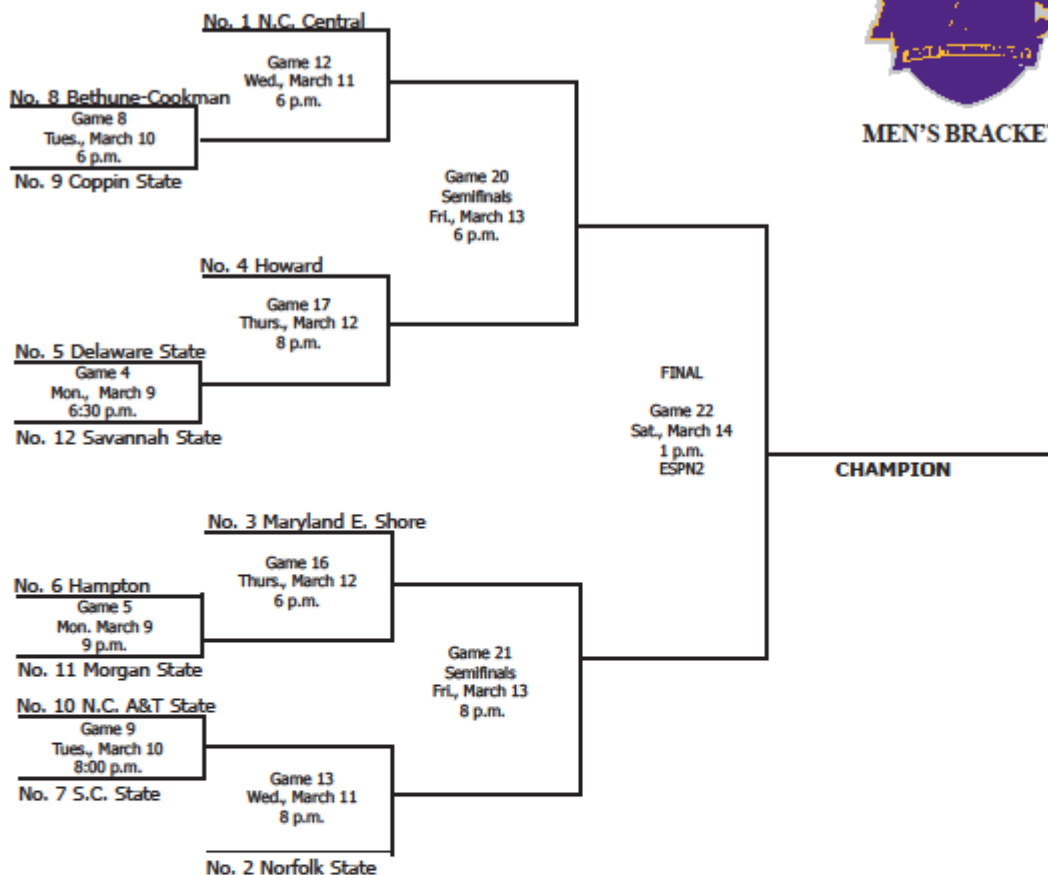 No. 1 N.C. Central
Game 12
Wed., March 11
6 p.m.
No. 8 Bethune-Cookman
Game 8
Tues., March 10
6 p.m.
No. 9 Coppin State
MEN'S BRACKET
Game 20
Semifinals
Fri., March 13
6 p.m.
No. 4 Howard
Game 17
Thurs., March 12
8 p.m.
No. 5 Delaware State
Game 4
Mon., March 9
6:30 p.m.
No. 12 Savannah State
FINAL
Game 22
Sat., March 14
1 p.m.
ESPN2
CHAMPION
No. 3 Maryland E. Shore
Game 16
Thurs., March 12
6 p.m.
No. 6 Hampton
Game 5
Mon. March 9
9 p.m.
No. 11 Morgan State
Game 21
Semifinals
Fri., March 13
8 p.m.
No. 10 N.C. A&T State
Game 9
Tues., March 10
8:00 p.m.
No. 7 S.C. State
Game 13
Wed., March 11
8 p.m.
No. 2 Norfolk State